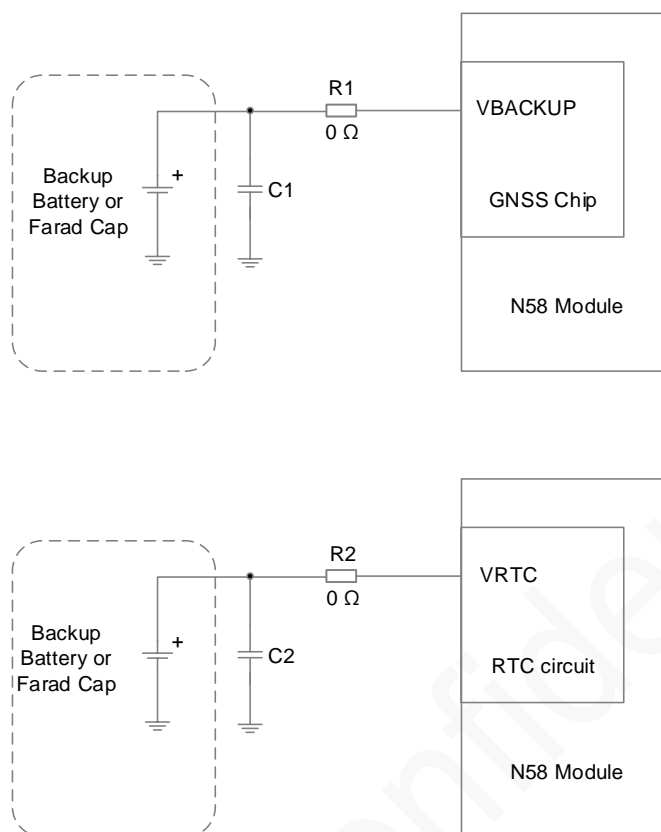 R1
0 Ω
VBACKUP
Backup
Battery or
Farad Cap
+
C1
GNSS Chip
N58 Module
R2
0 Ω
VRTC
Backup
Battery or
Farad Cap
+
C2
RTC circuit
N58 Module